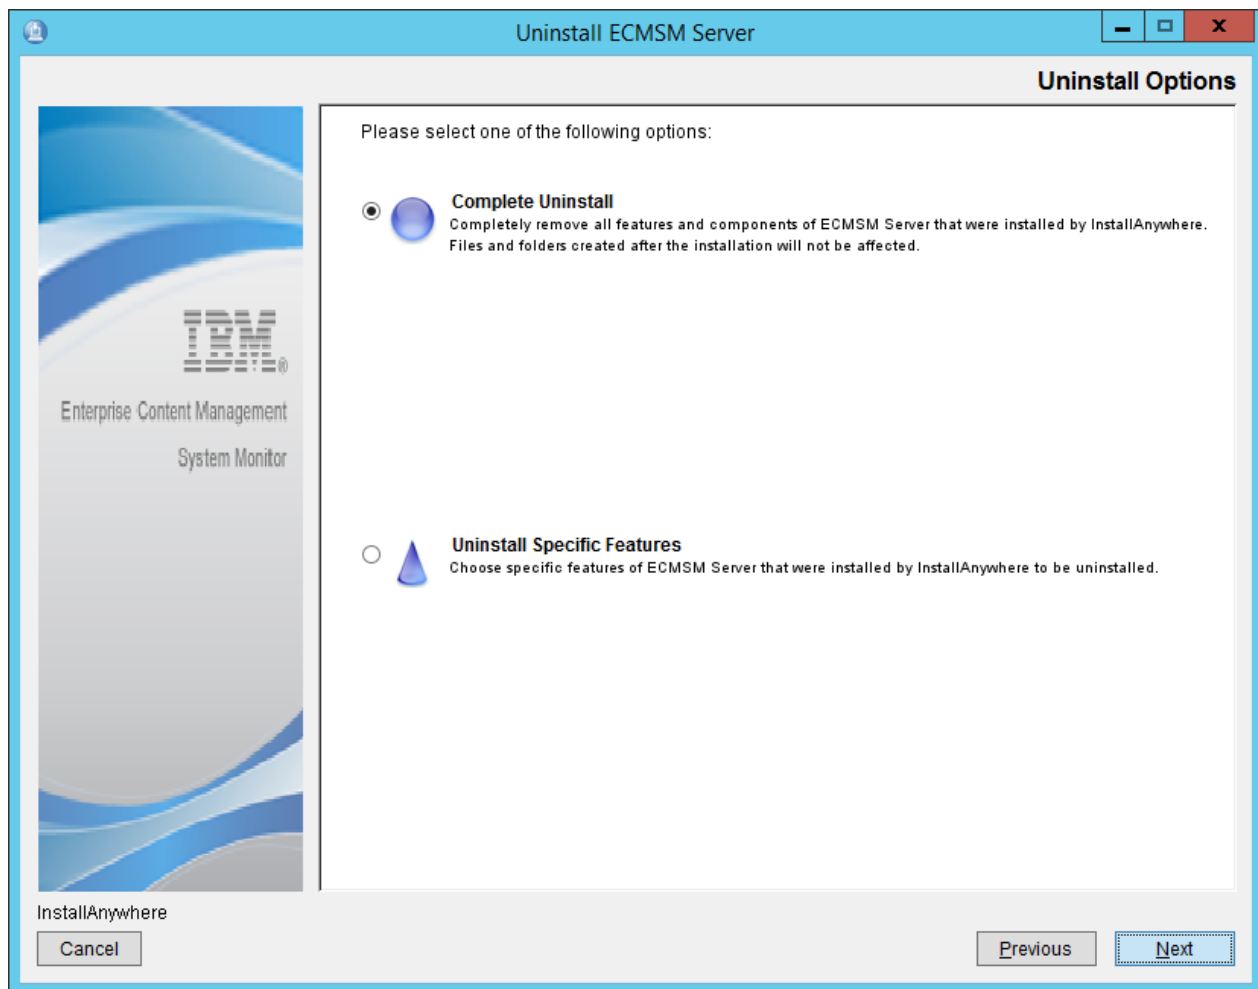 Uninstall ECMSM Server
Uninstall Options
Please select one of the following options:
Complete Uninstall
Completely remove all features and components of ECMSM Server that were installed by InstallAnywhere.
Files and folders created after the installation will not be affected.
IBM®
Enterprise Content Management
System Monitor
Uninstall Specific Features
Choose specific features of ECMSM Server that were installed by InstallAnywhere to be uninstalled.
InstallAnywhere
Cancel
Previous
Next